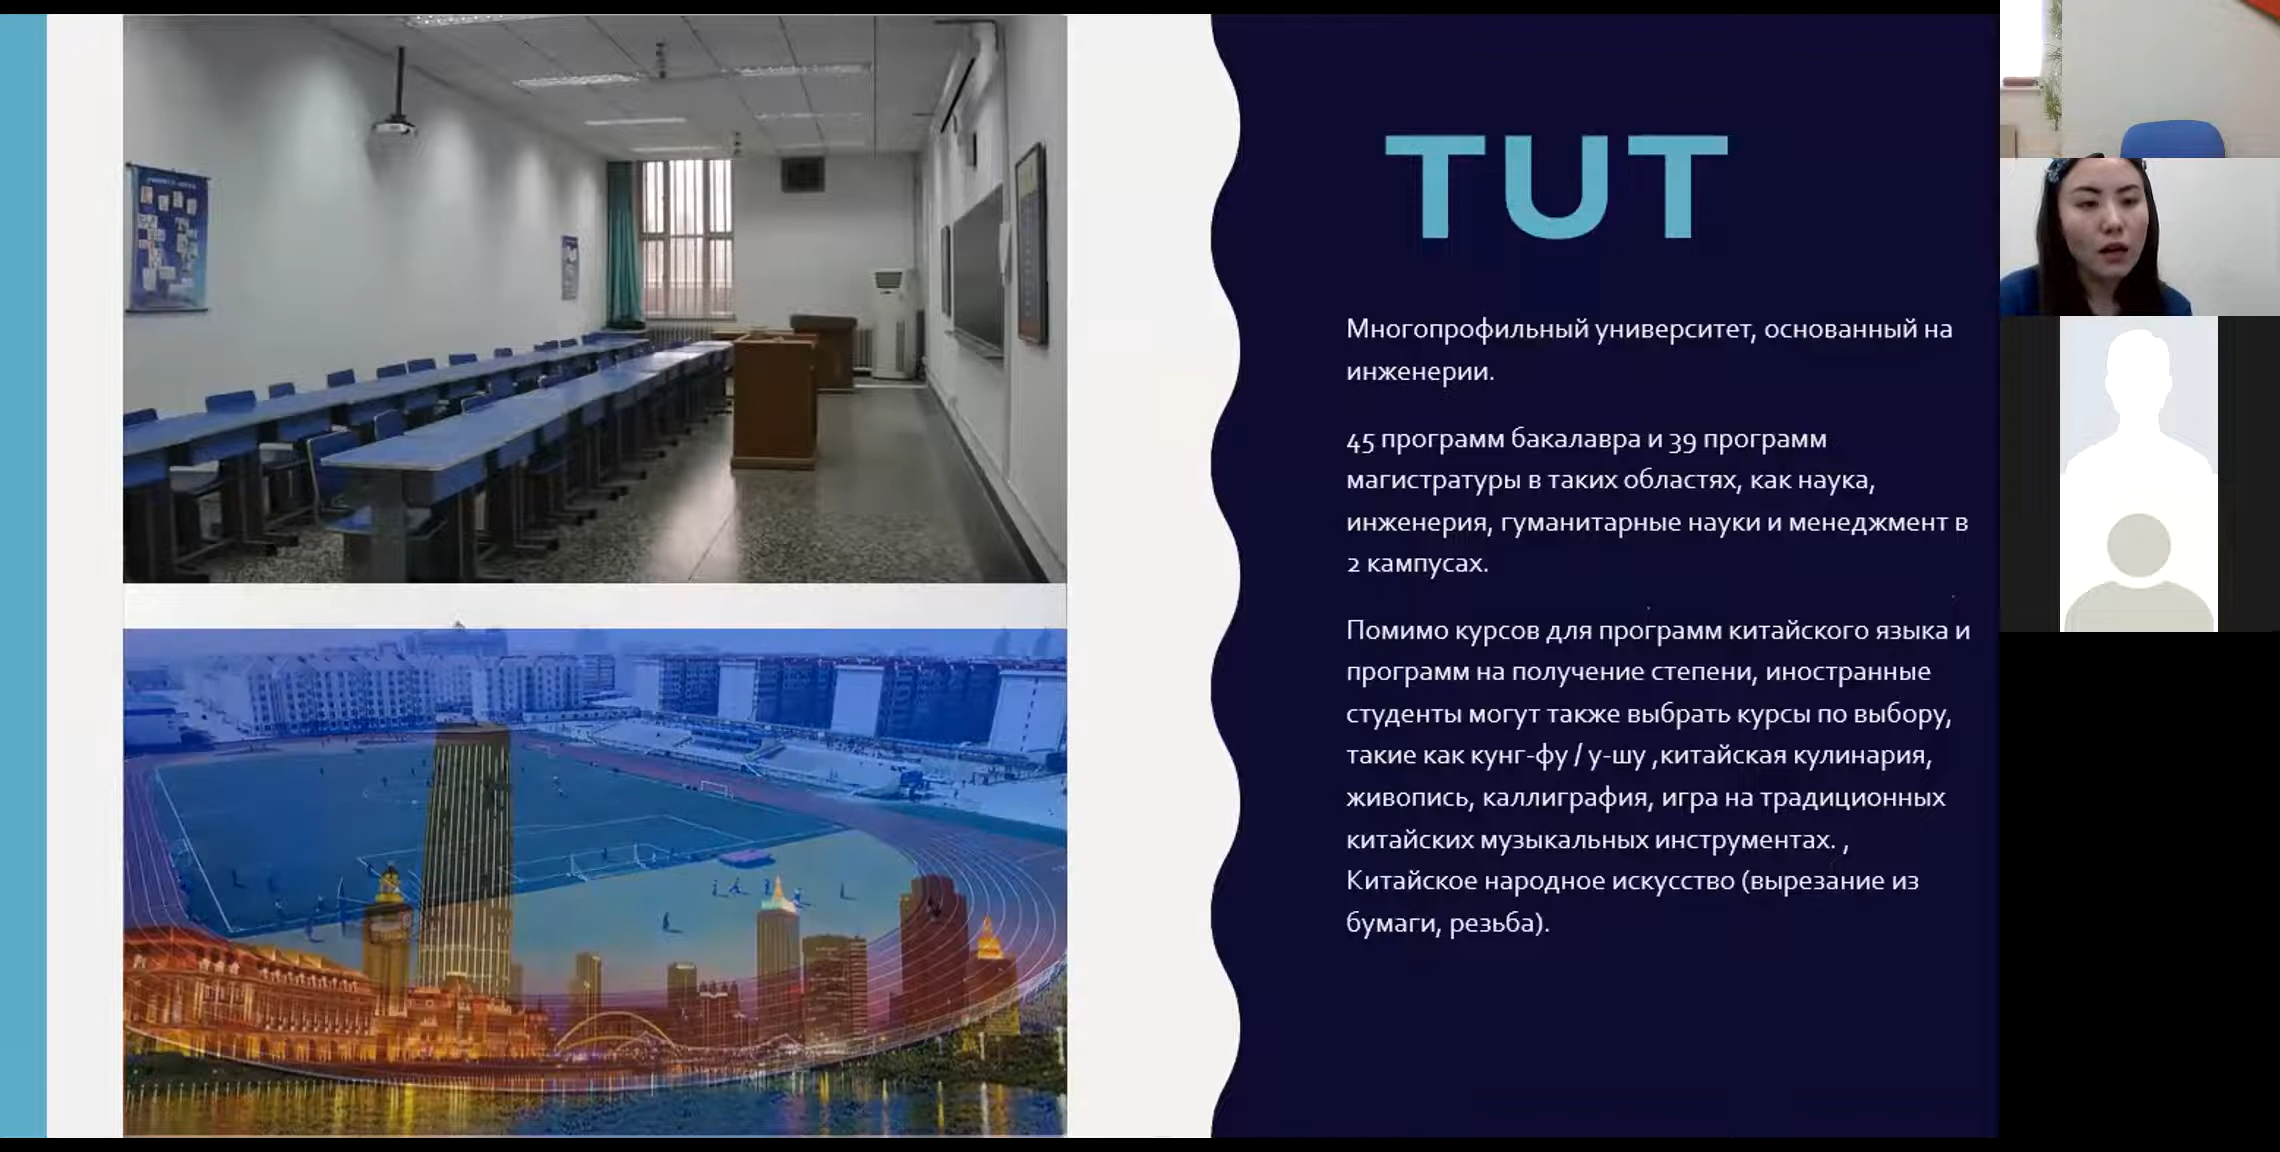 TUT
Многопрофильный университет, основанный на
инженерии.
45 программ бакалавра и 39 программ
магистратуры в таких областях, как наука,
инженерия, гуманитарные науки и менеджмент в
2 кампусах.
Помимо курсов для программ китайского языка и
программ на получение степени, иностранные
студенты могут также выбрать курсы по выбору,
такие как кунг-фу / у-шу ,китайская кулинария,
живопись, каллиграфия, игра на традиционных
китайских музыкальных инструментах. ,
Китайское народное искусство (вырезание из
бумаги, резьба).